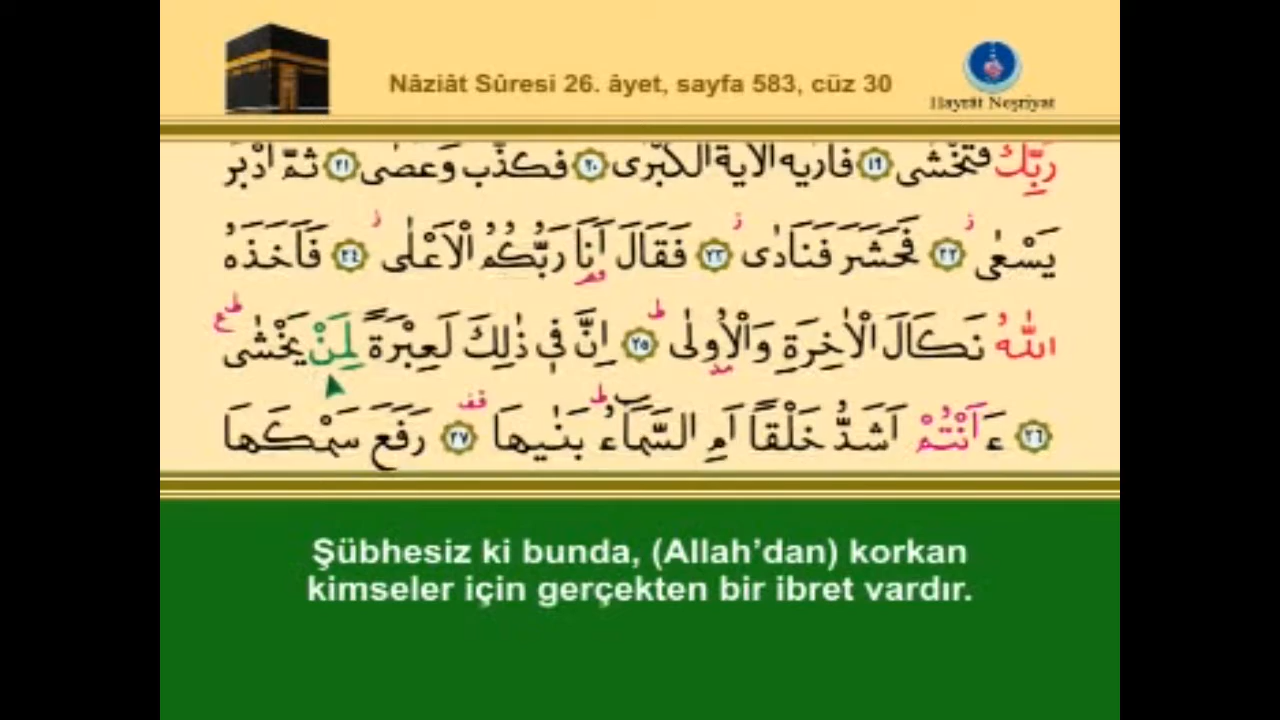 Nâziât Sûresi 26. âyet, sayfa 583, cüz 30
Hayrât Neşriyat
رَبِّكَ فَتَخْشٰى ﴿١٩﴾ فَاَرٰيهُ الْاٰيَةَ الْكُبْرٰى ﴿٢٠﴾ فَكَذَّبَ وَعَصٰى ﴿٢١﴾ ثُمَّ اَدْبَرَ
يَسْعٰى ﴿٢٢﴾ فَحَشَرَ فَنَادٰى ﴿٢٣﴾ فَقَالَ اَنَا۬ رَبُّكُمُ الْاَعْلٰى ﴿٢٤﴾ فَاَخَذَهُ
اللّٰهُ نَكَالَ الْاٰخِرَةِ وَالْاُو۫لٰى ﴿٢٥﴾ اِنَّ ف۪ي ذٰلِكَ لَعِبْرَةً لِمَنْ يَخْشٰى
﴿٢٦﴾ ءَاَنْتُمْ اَشَدُّ خَلْقًا اَمِ السَّمَٓاءُ بَنٰيهَا ﴿٢٧﴾ رَفَعَ سَمْكَهَا
Şübhesiz ki bunda, (Allah’dan) korkan
kimseler için gerçekten bir ibret vardır.